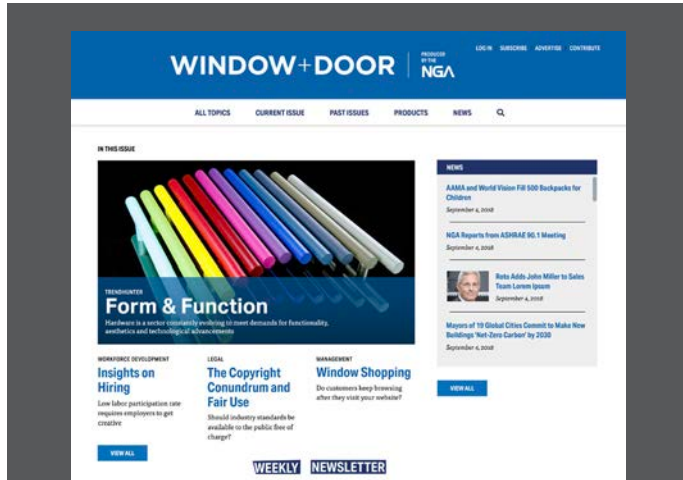 LOG IN SUBSCRIBE ADVERTISE CONTRIBUTE
WINDOW+DOOR
PRODUCED
BY THE
NGA
ALL TOPICS CURRENT ISSUE PAST ISSUES PRODUCTS NEWS
IN THIS ISSUE
TRENDHUNTER
Form & Function
Hardware is a sector constantly evolving to meet demands for functionality,
aesthetics and technological advancements
WORKFORCE DEVELOPMENT
Insights on
Hiring
Low labor participation rate
requires employers to get
creative
VIEW ALL
LEGAL
The Copyright
Conundrum and
Fair Use
Should industry standards be
available to the public free of
charge?
MANAGEMENT
Window Shopping
Do customers keep browsing
after they visit your website?
NEWS
AAMA and World Vision Fill 500 Backpacks for
Children
September 4, 2018
NGA Reports from ASHRAE 90.1 Meeting
September 4, 2018
Roto Adds John Miller to Sales
Team Lorem Ipsum
September 4, 2018
Mayors of 19 Global Cities Commit to Make New
Buildings 'Net-Zero Carbon' by 2030
September 4, 2018
VIEW ALL
WEEKLY NEWSLETTER